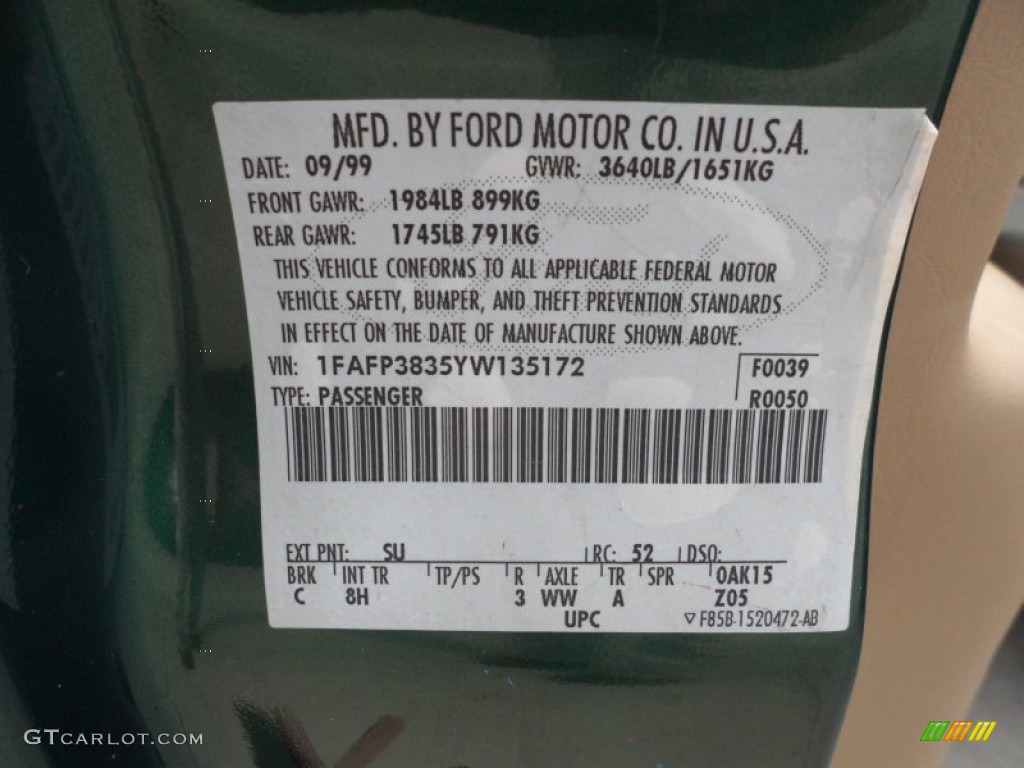 MFD. BY FORD MOTOR CO. IN U.S.A.
DATE: 09/99 GVWR: 3640LB/1651KG
FRONT GAWR: 1984LB 899KG
REAR GAWR: 1745LB 791KG
THIS VEHICLE CONFORMS TO ALL APPLICABLE FEDERAL MOTOR
VEHICLE SAFETY, BUMPER, AND THEFT PREVENTION STANDARDS
IN EFFECT ON THE DATE OF MANUFACTURE SHOWN ABOVE.
VIN: 1FAFP3835YW135172 F0039
TYPE: PASSENGER R0050
EXT PNT: SU RC: 52 DSO:
BRK INT TR TP/PS R AXLE TR SPR 0AK15
C 8H 3 WW A Z05
UPC ▽ F85B-1520472-AB
GTCARLOT.COM